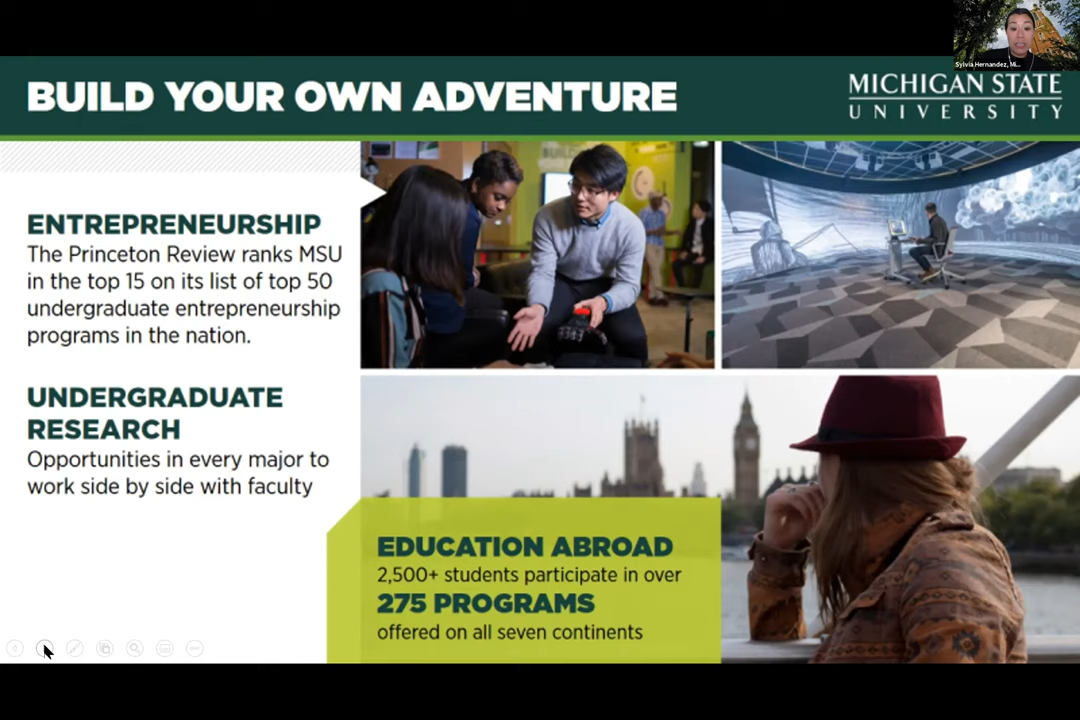 Sylvia Hernandez, Mi...
BUILD YOUR OWN ADVENTURE
MICHIGAN STATE
UNIVERSITY
ENTREPRENEURSHIP
The Princeton Review ranks MSU
in the top 15 on its list of top 50
undergraduate entrepreneurship
programs in the nation.
UNDERGRADUATE
RESEARCH
Opportunities in every major to
work side by side with faculty
EDUCATION ABROAD
2,500+ students participate in over
275 PROGRAMS
offered on all seven continents